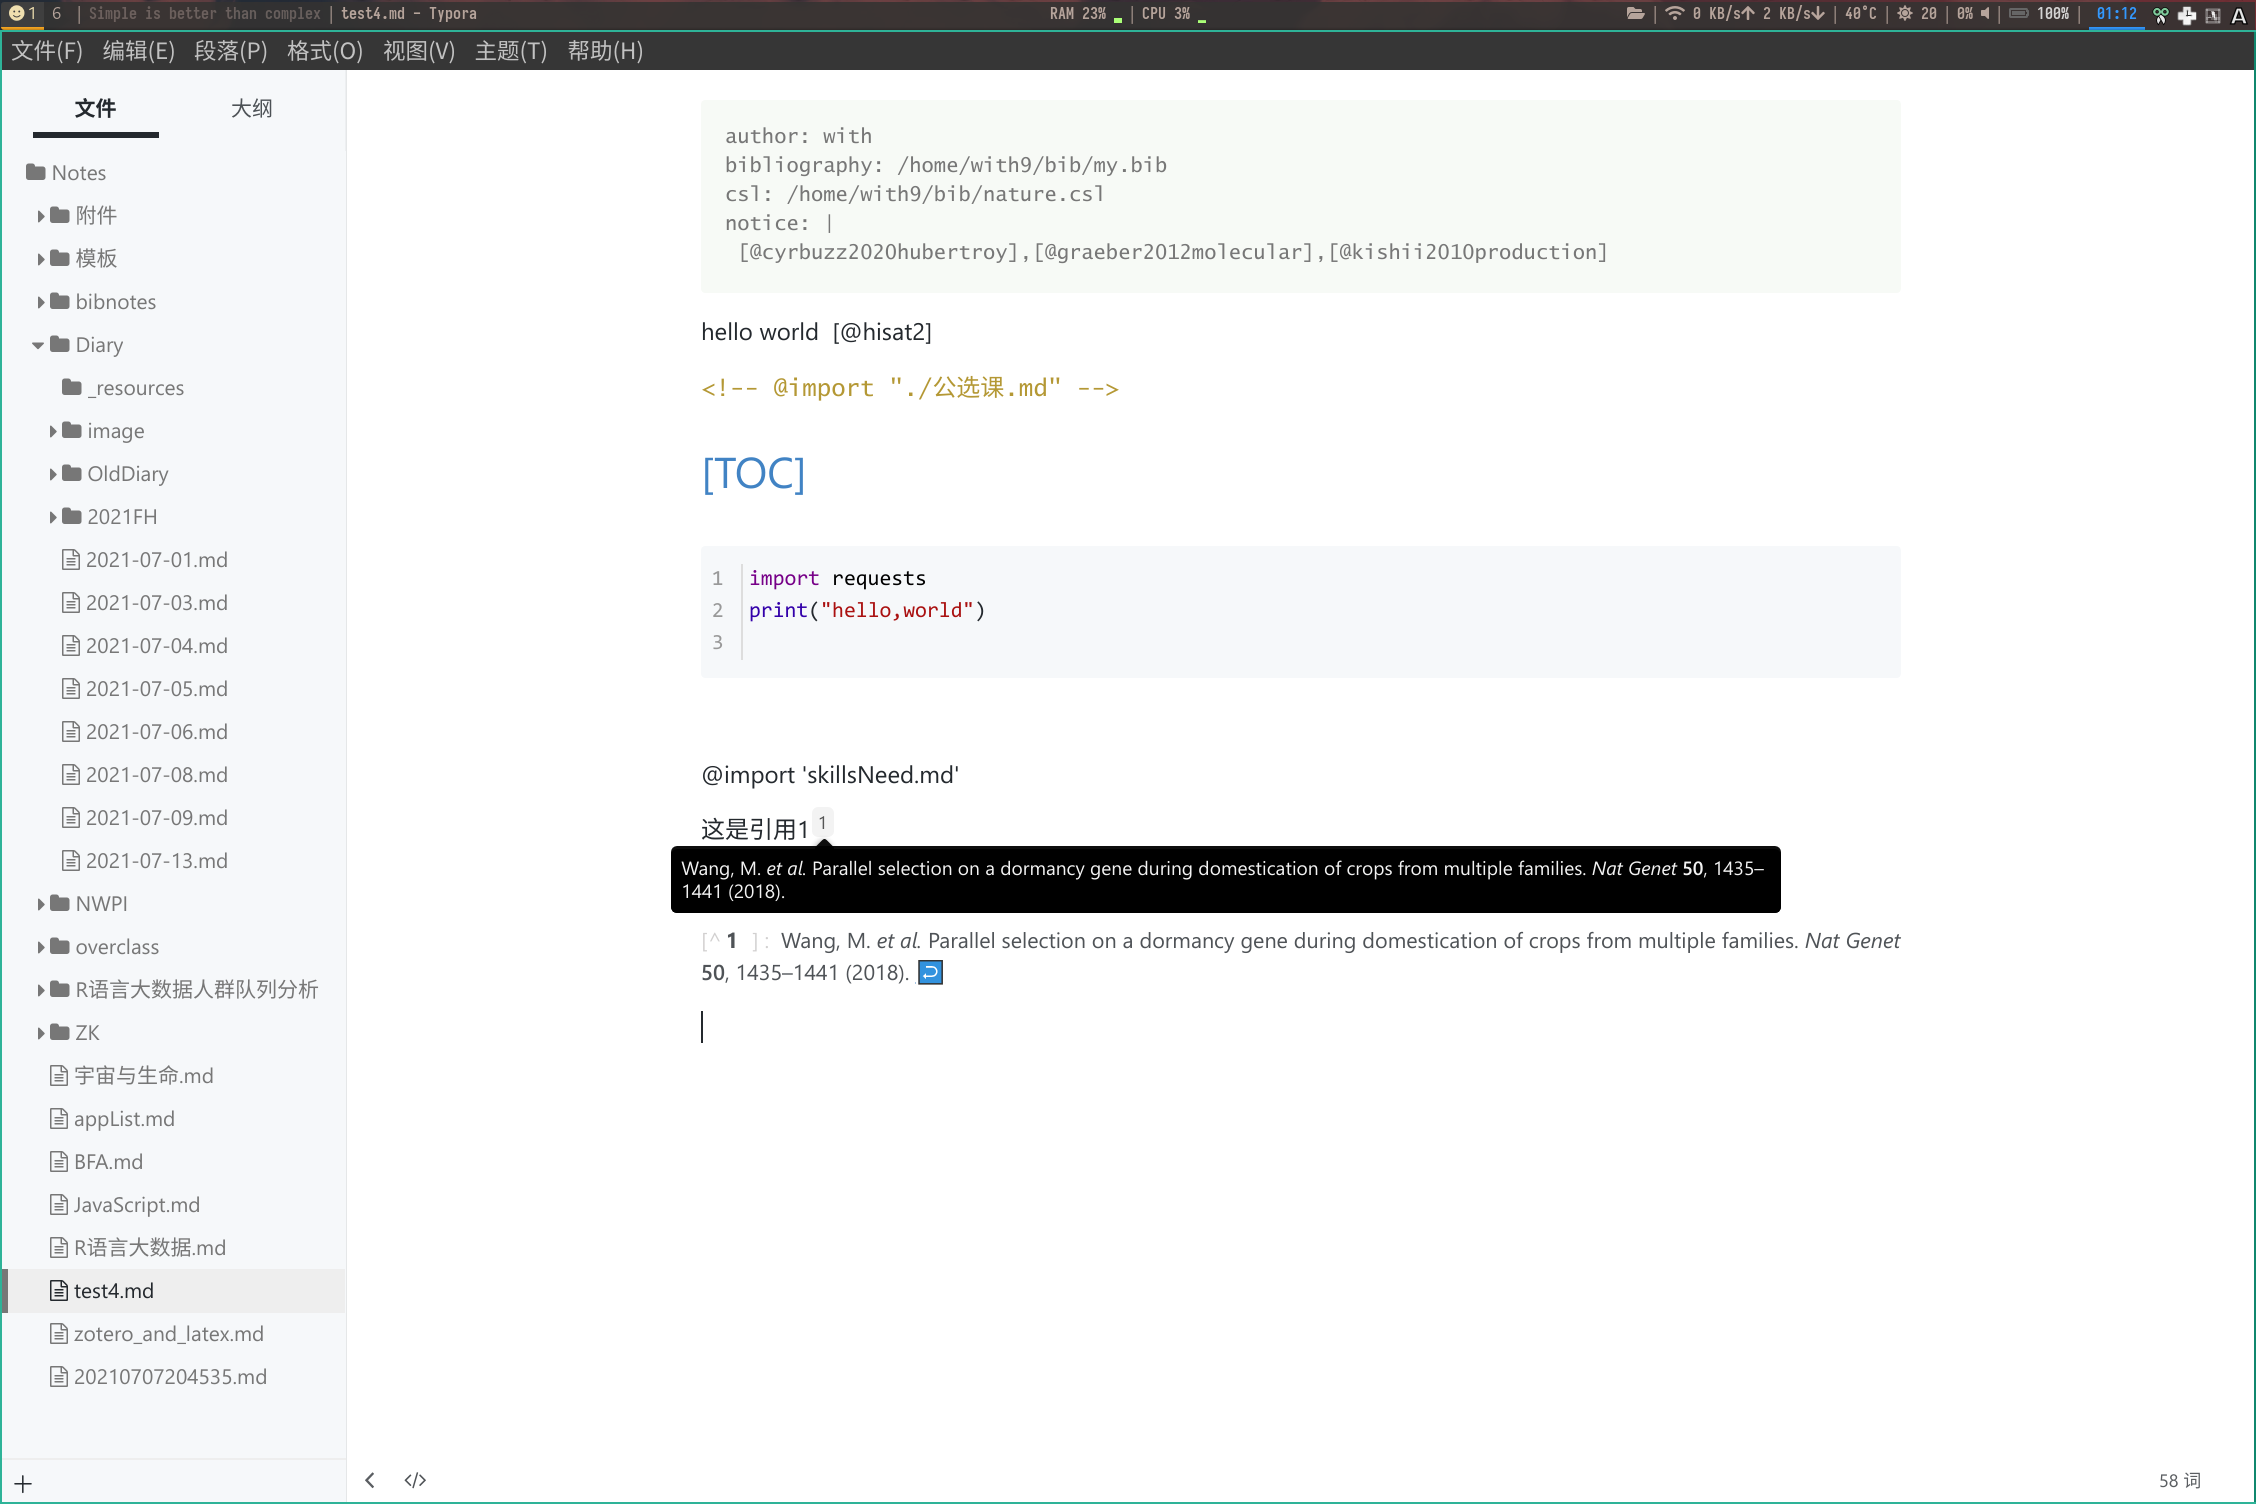 1 6 | Simple is better than complex | test4.md - Typora
RAM 23% | CPU 3%
0 KB/s 2 KB/s | 40°C | 20 | 0% | 100% | 01:12 A
文件(F) 编辑(E) 段落(P) 格式(O) 视图(V) 主题(T) 帮助(H)
文件 大纲
Notes
附件
模板
bibnotes
Diary
_resources
image
OldDiary
2021FH
2021-07-01.md
2021-07-03.md
2021-07-04.md
2021-07-05.md
2021-07-06.md
2021-07-08.md
2021-07-09.md
2021-07-13.md
NWPI
overclass
R语言大数据人群队列分析
ZK
宇宙与生命.md
appList.md
BFA.md
JavaScript.md
R语言大数据.md
test4.md
zotero_and_latex.md
20210707204535.md
author: with
bibliography: /home/with9/bib/my.bib
csl: /home/with9/bib/nature.csl
notice: |
[@cyrbuzz2020hubertroy],[@graeber2012molecular],[@kishii2010production]
hello world [@hisat2]
<!-- @import "./公选课.md" -->
[TOC]
1 import requests
2 print("hello,world")
3
@import 'skillsNeed.md'
这是引用1 1
Wang, M. et al. Parallel selection on a dormancy gene during domestication of crops from multiple families. Nat Genet 50, 1435–
1441 (2018).
[^ 1 ] : Wang, M. et al. Parallel selection on a dormancy gene during domestication of crops from multiple families. Nat Genet
50, 1435–1441 (2018).
+ < </> 58 词